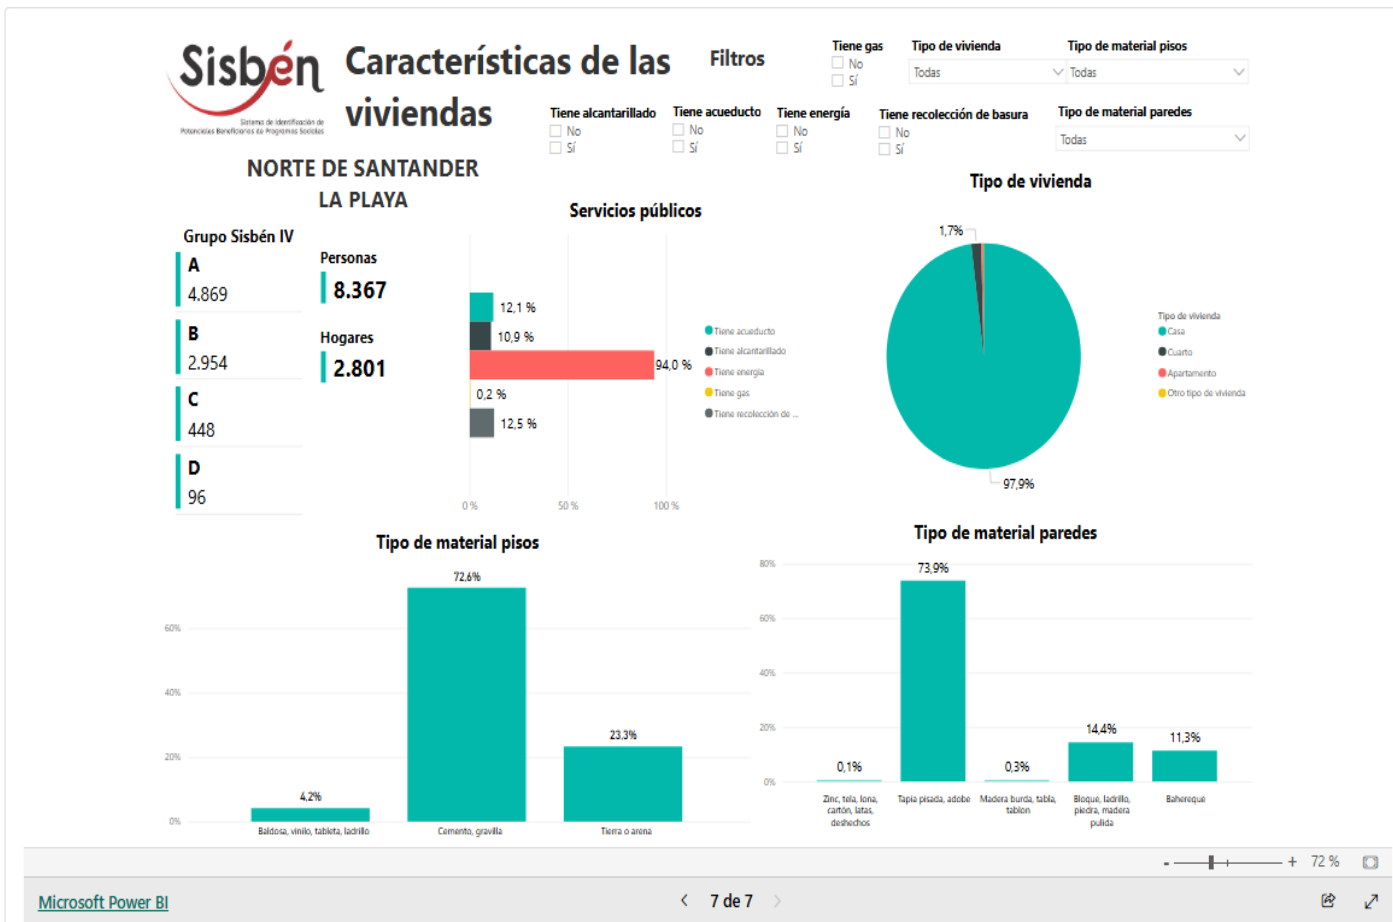 Sisbén
Sistema de Identificación de
Potenciales Beneficiarios de Programas Sociales
Características de las
viviendas
Filtros
Tiene gas
No
Sí
Tipo de vivienda
Todas
Tipo de material pisos
Todas
Tiene alcantarillado
No
Sí
Tiene acueducto
No
Sí
Tiene energía
No
Sí
Tiene recolección de basura
No
Sí
Tipo de material paredes
Todas
NORTE DE SANTANDER
LA PLAYA
Grupo Sisbén IV
A
4.869
B
2.954
C
448
D
96
Personas
8.367
Hogares
2.801
Servicios públicos
12,1 %
10,9 %
94,0 %
0,2 %
12,5 %
0 %
50 %
100 %
Tiene acueducto
Tiene alcantarillado
Tiene energía
Tiene gas
Tiene recolección de ...
Tipo de vivienda
1,7%
97,9%
Tipo de vivienda
Casa
Cuarto
Apartamento
Otro tipo de vivienda
Tipo de material pisos
60%
40%
20%
0%
4,2%
72,6%
23,3%
Baldosa, vinilo, tableta, ladrillo
Cemento, gravilla
Tierra o arena
Tipo de material paredes
80%
60%
40%
20%
0%
0,1%
73,9%
0,3%
14,4%
11,3%
Zinc, tela, lona,
cartón, latas,
deshechos
Tapia pisada, adobe
Madera burda, tabla,
tablon
Bloque, ladrillo,
piedra, madera
pulida
Bahereque
- + 72 %
Microsoft Power BI
< 7 de 7 >